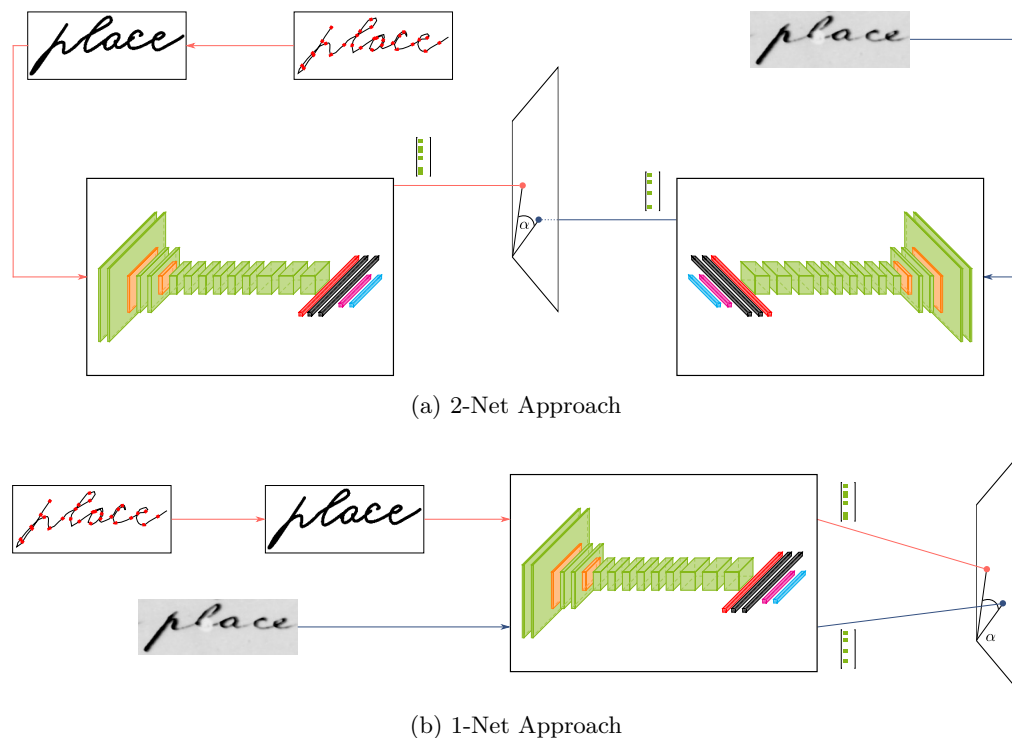 place place place
α
(a) 2-Net Approach
place place
place
α
(b) 1-Net Approach